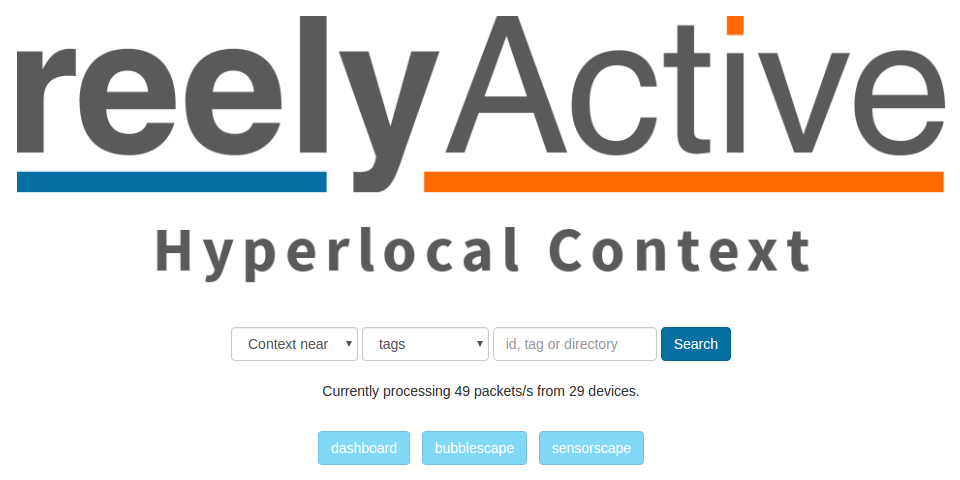 reelyActive
Hyperlocal Context
Context near tags id, tag or directory Search
Currently processing 49 packets/s from 29 devices.
dashboard bubblescape sensorscape